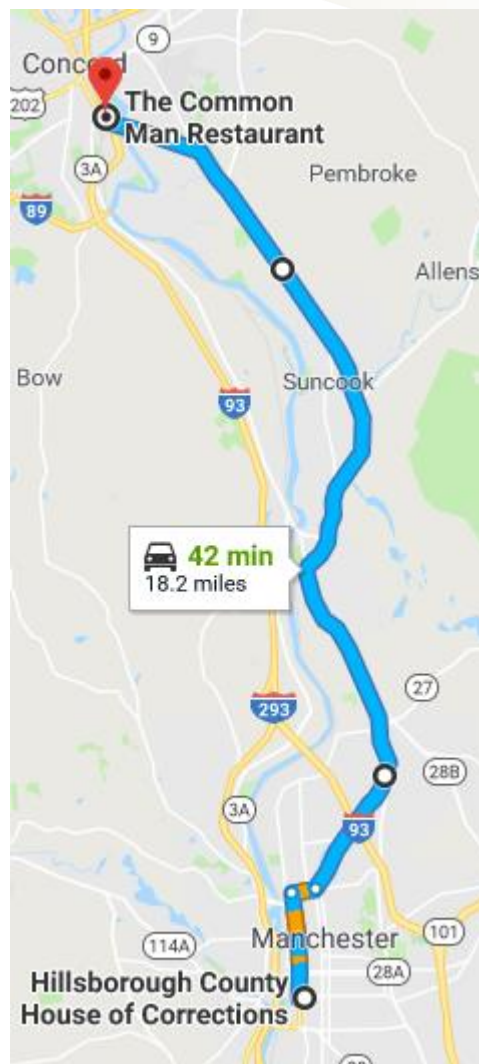 9
Concord
202
The Common
Man Restaurant
3A
Pembroke
89
Allens
Bow
Suncook
93
42 min
18.2 miles
27
293
28B
3A
93
Manchester
101
114A
28A
Hillsborough County
House of Corrections